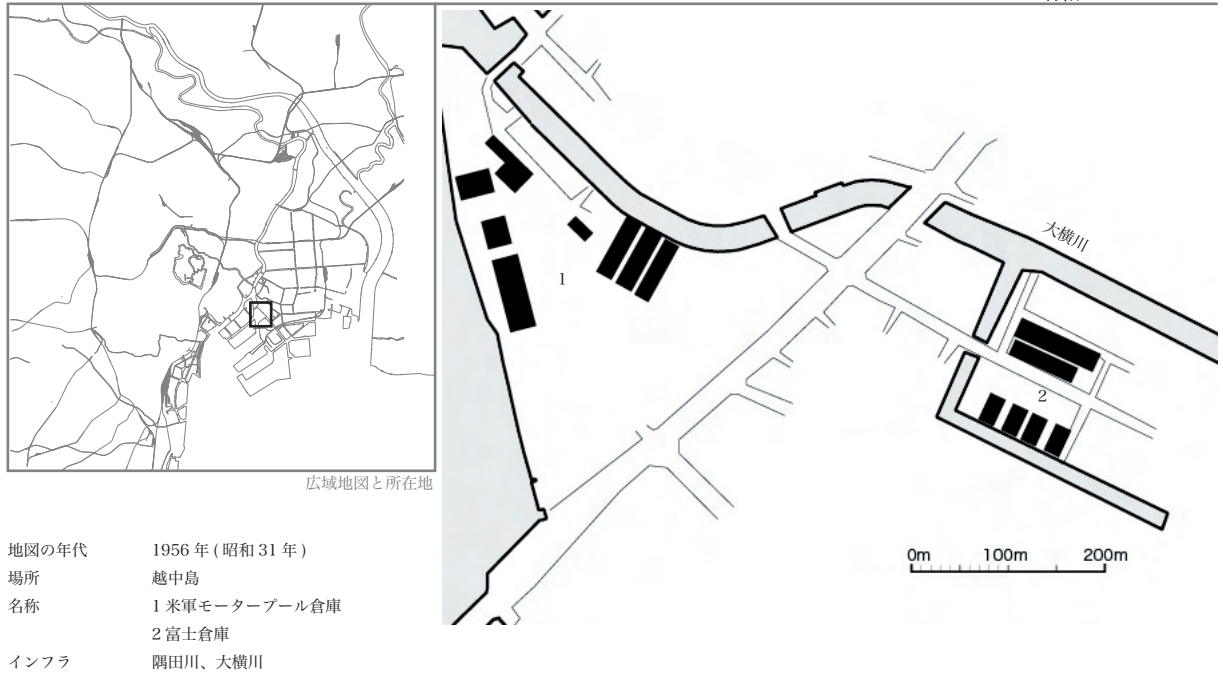 広域地図と所在地
大横川
1
2
0m 100m 200m
地図の年代 1956 年 ( 昭和 31 年 )
場所 越中島
名称 1 米軍モータープール倉庫
2 富士倉庫
インフラ 隅田川、大横川